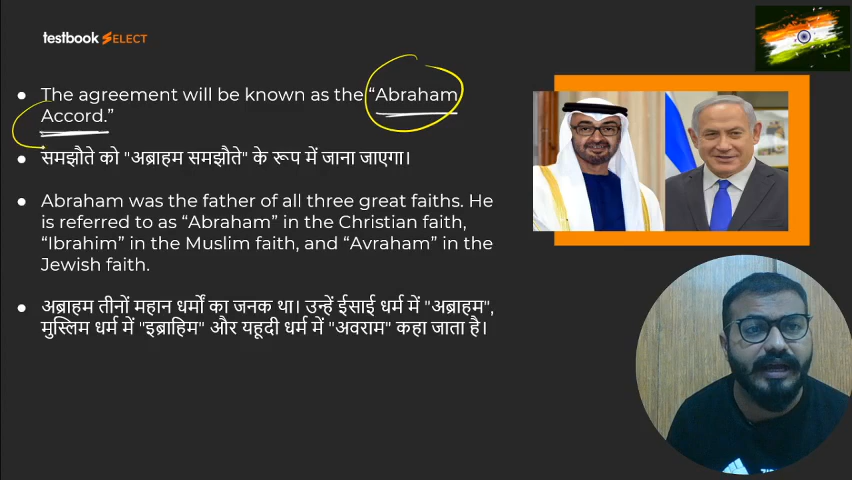 testbook SELECT
The agreement will be known as the “Abraham
Accord.”
समझौते को "अब्राहम समझौते" के रूप में जाना जाएगा।
Abraham was the father of all three great faiths. He
is referred to as “Abraham” in the Christian faith,
“Ibrahim” in the Muslim faith, and “Avraham” in the
Jewish faith.
अब्राहम तीनों महान धर्मों का जनक था। उन्हें ईसाई धर्म में "अब्राहम",
मुस्लिम धर्म में "इब्राहिम" और यहूदी धर्म में "अवराम" कहा जाता है।